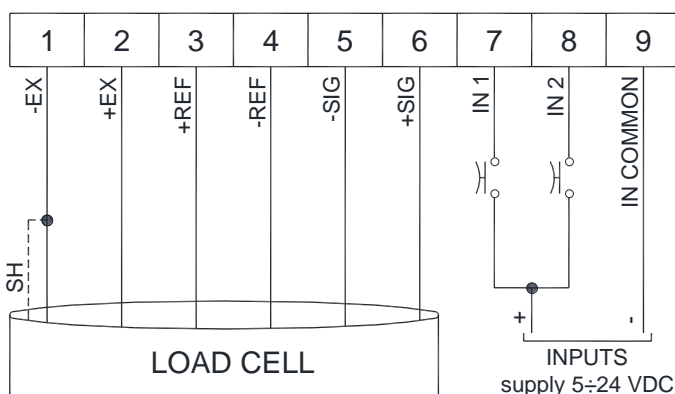 1 2 3 4 5 6 7 8 9
-EX
+EX
+REF
-REF
-SIG
+SIG
IN 1
IN 2
IN COMMON
SH
+
-
LOAD CELL
INPUTS
supply 5÷24 VDC